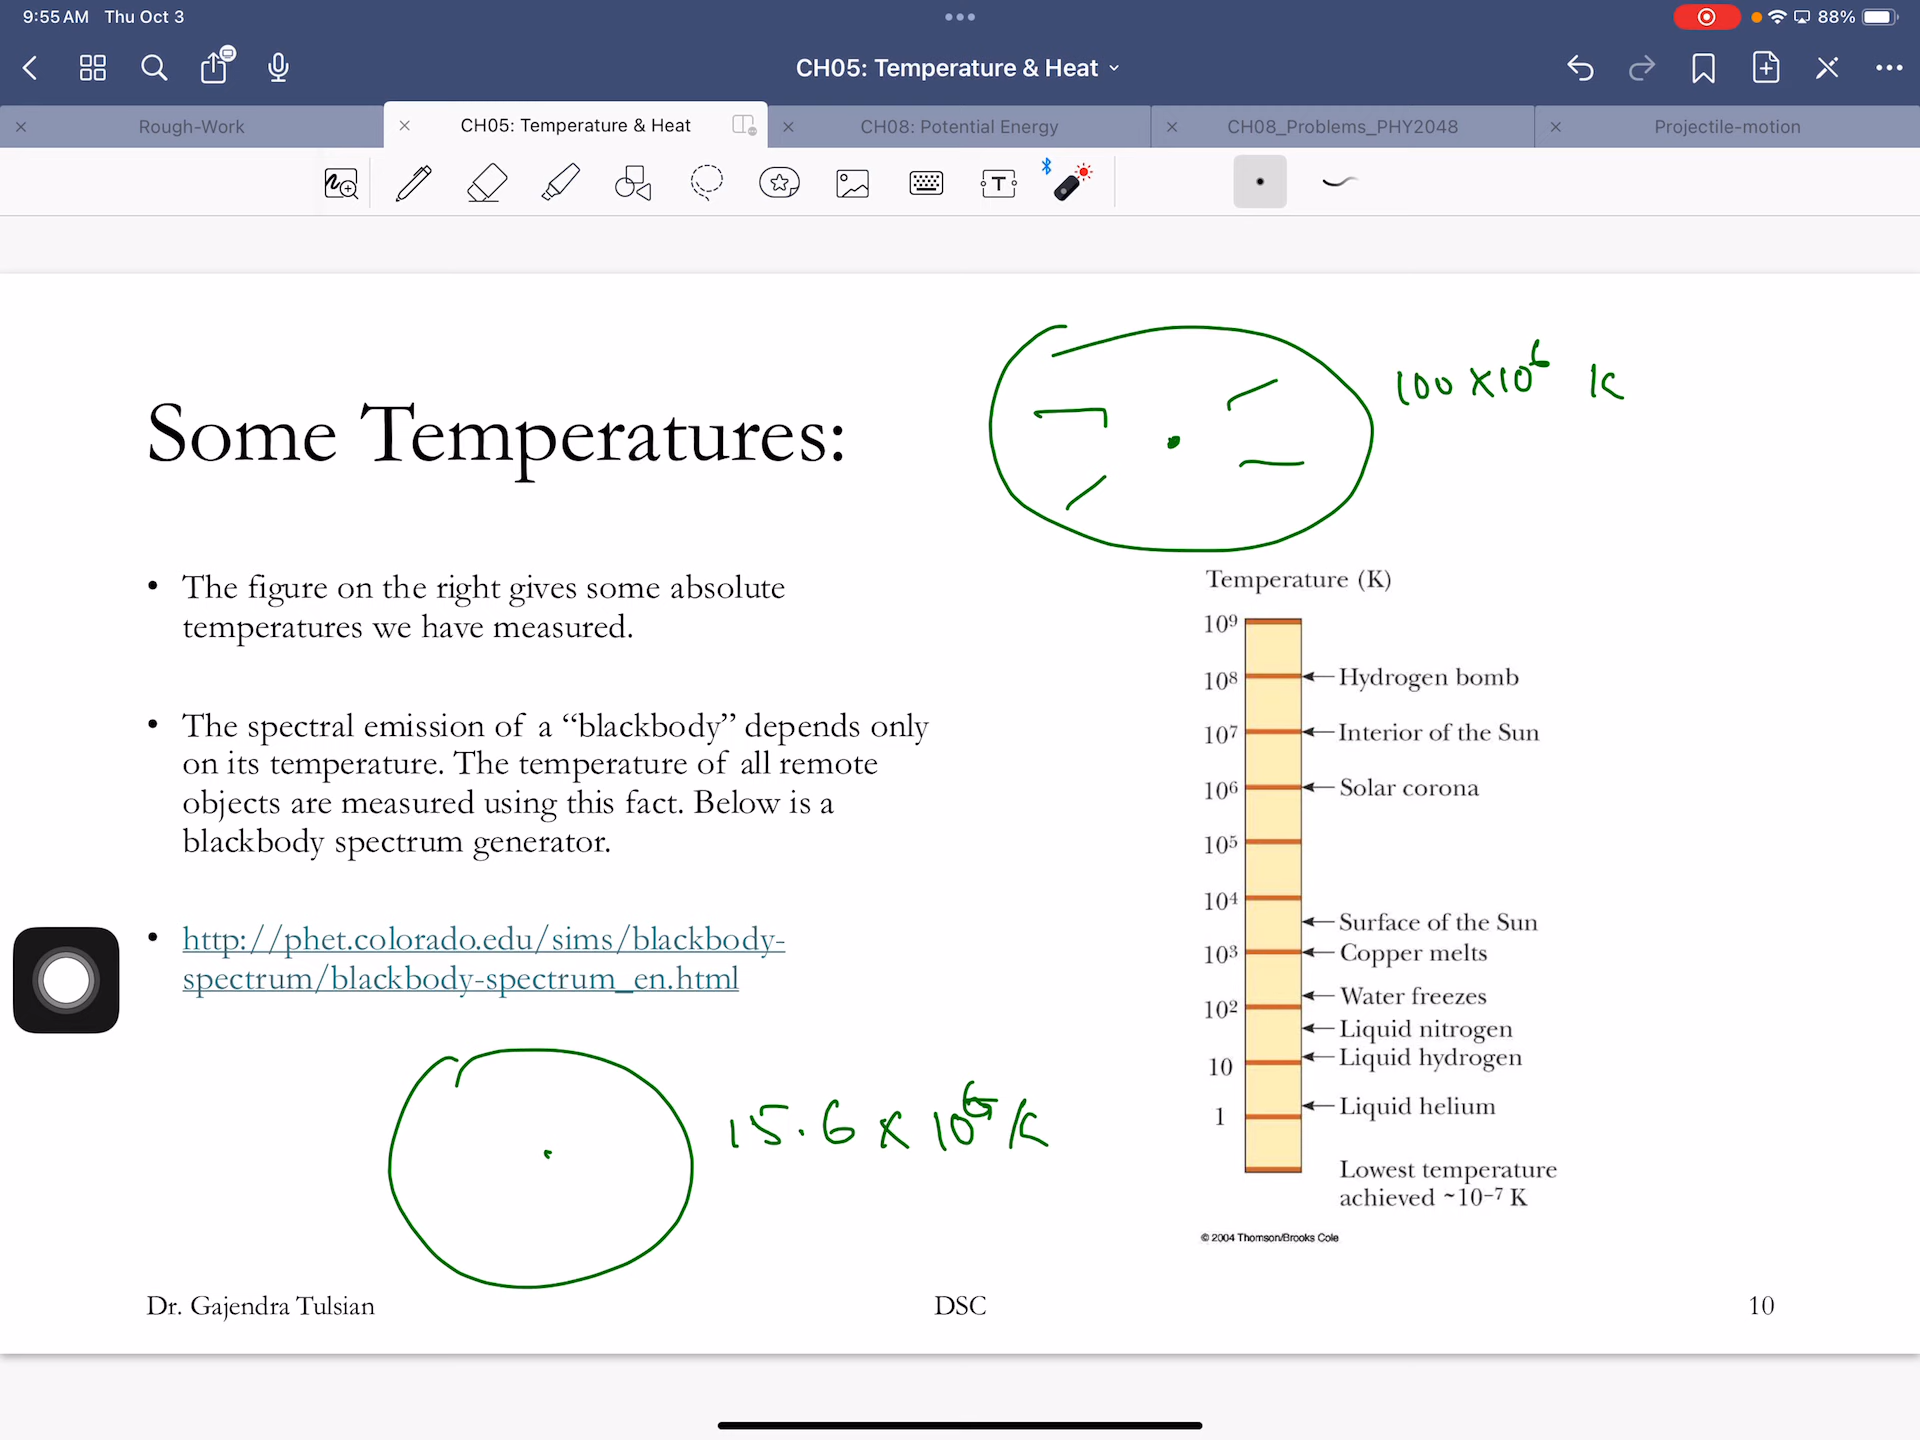 9:55 AM Thu Oct 3
88%
CH05: Temperature & Heat
Rough-Work
CH05: Temperature & Heat
CH08: Potential Energy
CH08_Problems_PHY2048
Projectile-motion
T
100 × 10⁶ K
Some Temperatures:
• The figure on the right gives some absolute
temperatures we have measured.
• The spectral emission of a “blackbody” depends only
on its temperature. The temperature of all remote
objects are measured using this fact. Below is a
blackbody spectrum generator.
• http://phet.colorado.edu/sims/blackbody-
spectrum/blackbody-spectrum_en.html
15.6 × 10⁶ K
Temperature (K)
10⁹
10⁸ Hydrogen bomb
10⁷ Interior of the Sun
10⁶ Solar corona
10⁵
10⁴
Surface of the Sun
10³ Copper melts
Water freezes
10²
Liquid nitrogen
Liquid hydrogen
10
Liquid helium
1
Lowest temperature
achieved ~10⁻⁷ K
© 2004 Thomson/Brooks Cole
Dr. Gajendra Tulsian
DSC
10